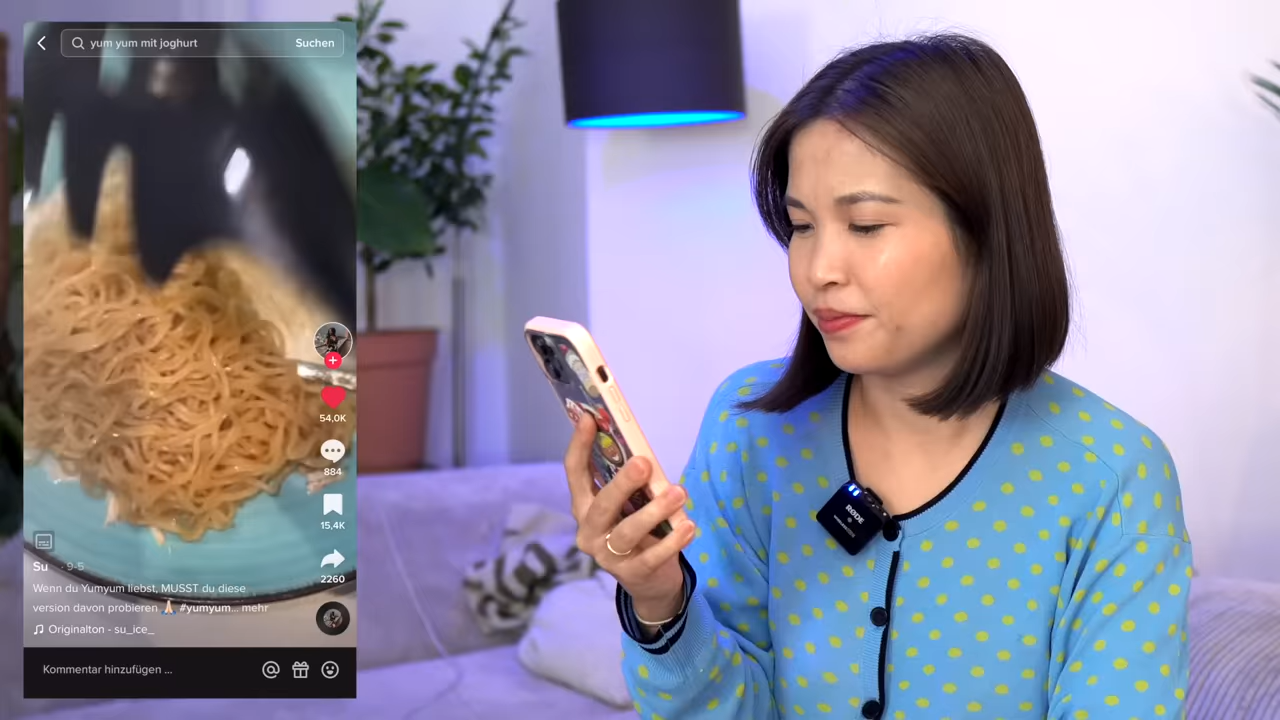 yum yum mit joghurt
Suchen
54,0K
884
15,4K
2260
Su · 9-5
Wenn du Yumyum liebst, MUSST du diese
version davon probieren 🙏🏻 #yumyum... mehr
Originalton - su_ice_
Kommentar hinzufügen ...
RØDE